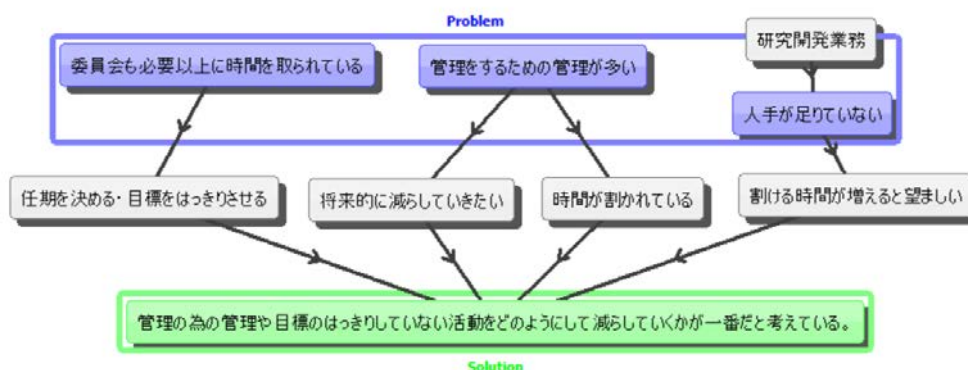 Problem
研究開発業務
委員会も必要以上に時間を取られている
管理をするための管理が多い
人手が足りていない
任期を決める・目標をはっきりさせる
将来的に減らしていきたい
時間が割かれている
割ける時間が増えると望ましい
管理の為の管理や目標のはっきりしていない活動をどのようにして減らしていくかが一番だと考えている。
Solution